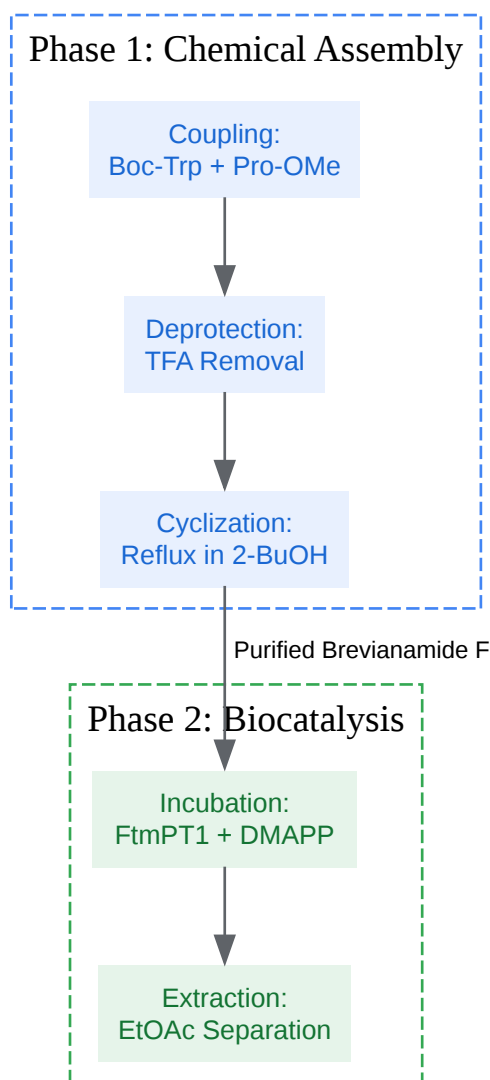 Phase 1: Chemical Assembly
Coupling:
Boc-Trp + Pro-OMe
Deprotection:
TFA Removal
Cyclization:
Reflux in 2-BuOH
Purified Brevianamide F
Phase 2: Biocatalysis
Incubation:
FtmPT1 + DMAPP
Extraction:
EtOAc Separation